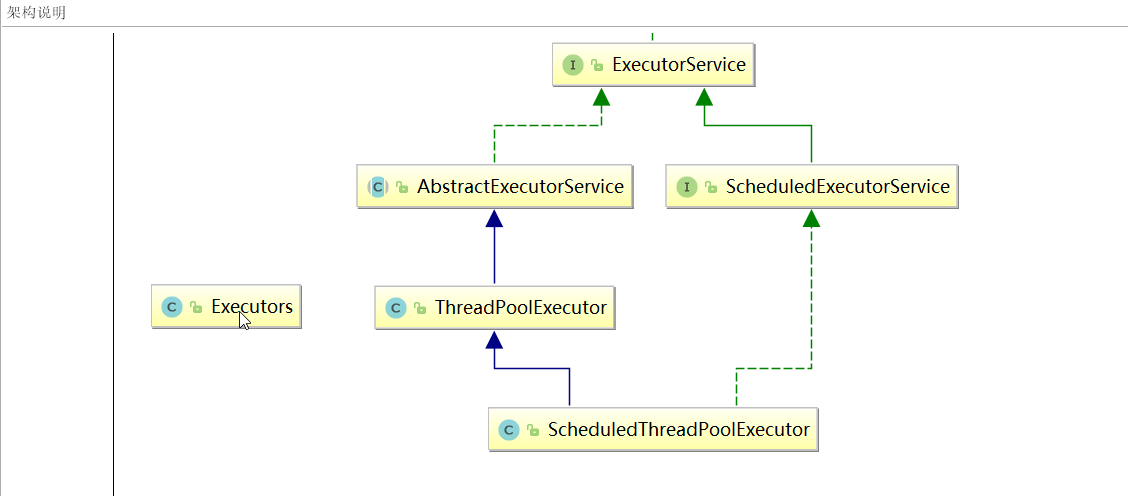 架构说明
I ExecutorService
C AbstractExecutorService
I ScheduledExecutorService
C Executors
C ThreadPoolExecutor
C ScheduledThreadPoolExecutor